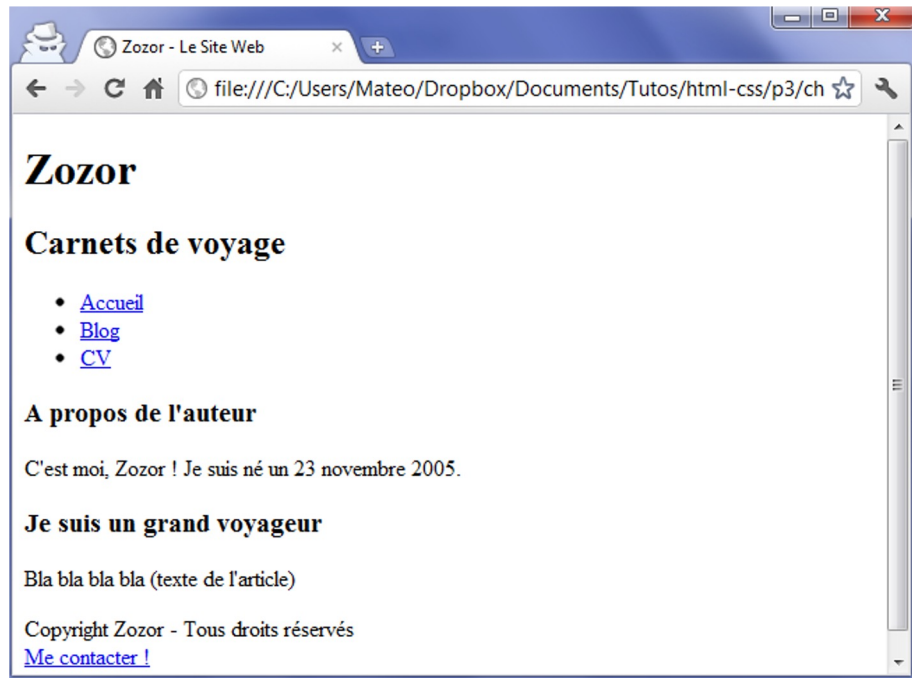 Zozor - Le Site Web
file:///C:/Users/Mateo/Dropbox/Documents/Tutos/html-css/p3/ch
Zozor
Carnets de voyage
Accueil
Blog
CV
A propos de l'auteur
C'est moi, Zozor ! Je suis né un 23 novembre 2005.
Je suis un grand voyageur
Bla bla bla bla (texte de l'article)
Copyright Zozor - Tous droits réservés
Me contacter !